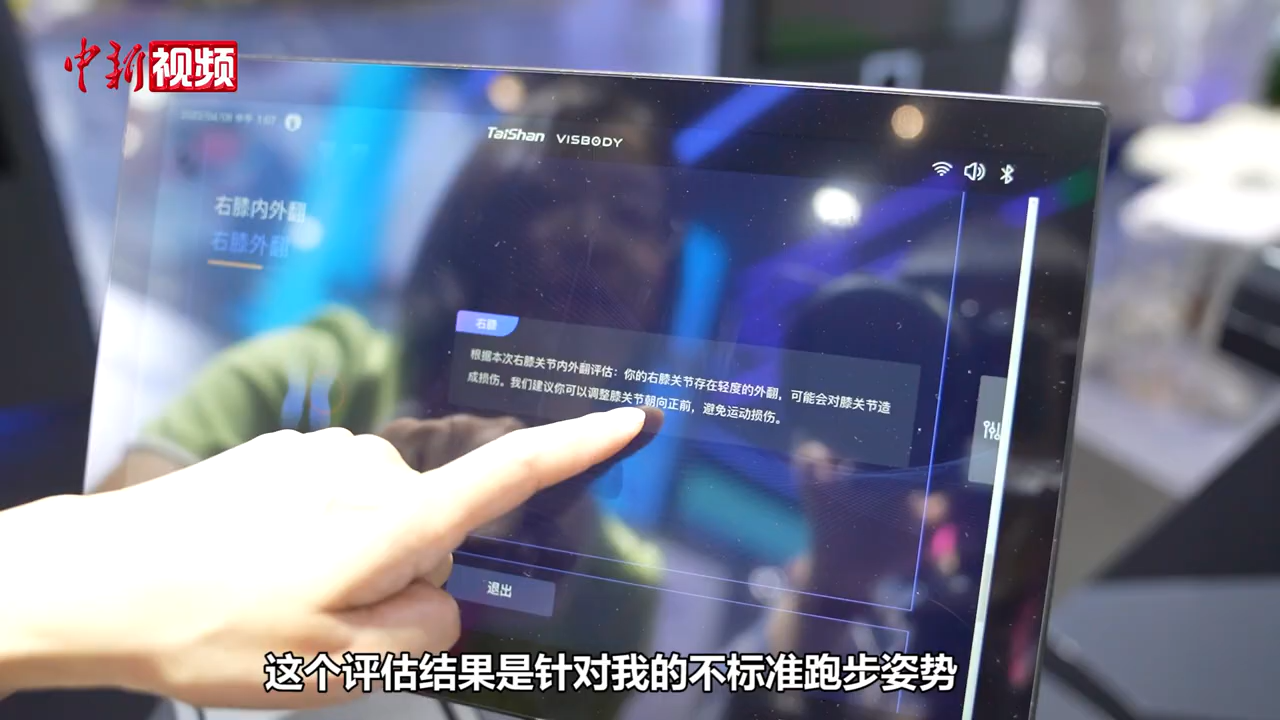 中新视频
TaiShan VISBODY
右膝内外翻
右膝外翻
右膝
根据本次右膝关节内外翻评估：你的右膝关节存在轻度的外翻，可能会对膝关节造
成损伤。我们建议你可以调整膝关节朝向正前，避免运动损伤。
退出
这个评估结果是针对我的不标准跑步姿势